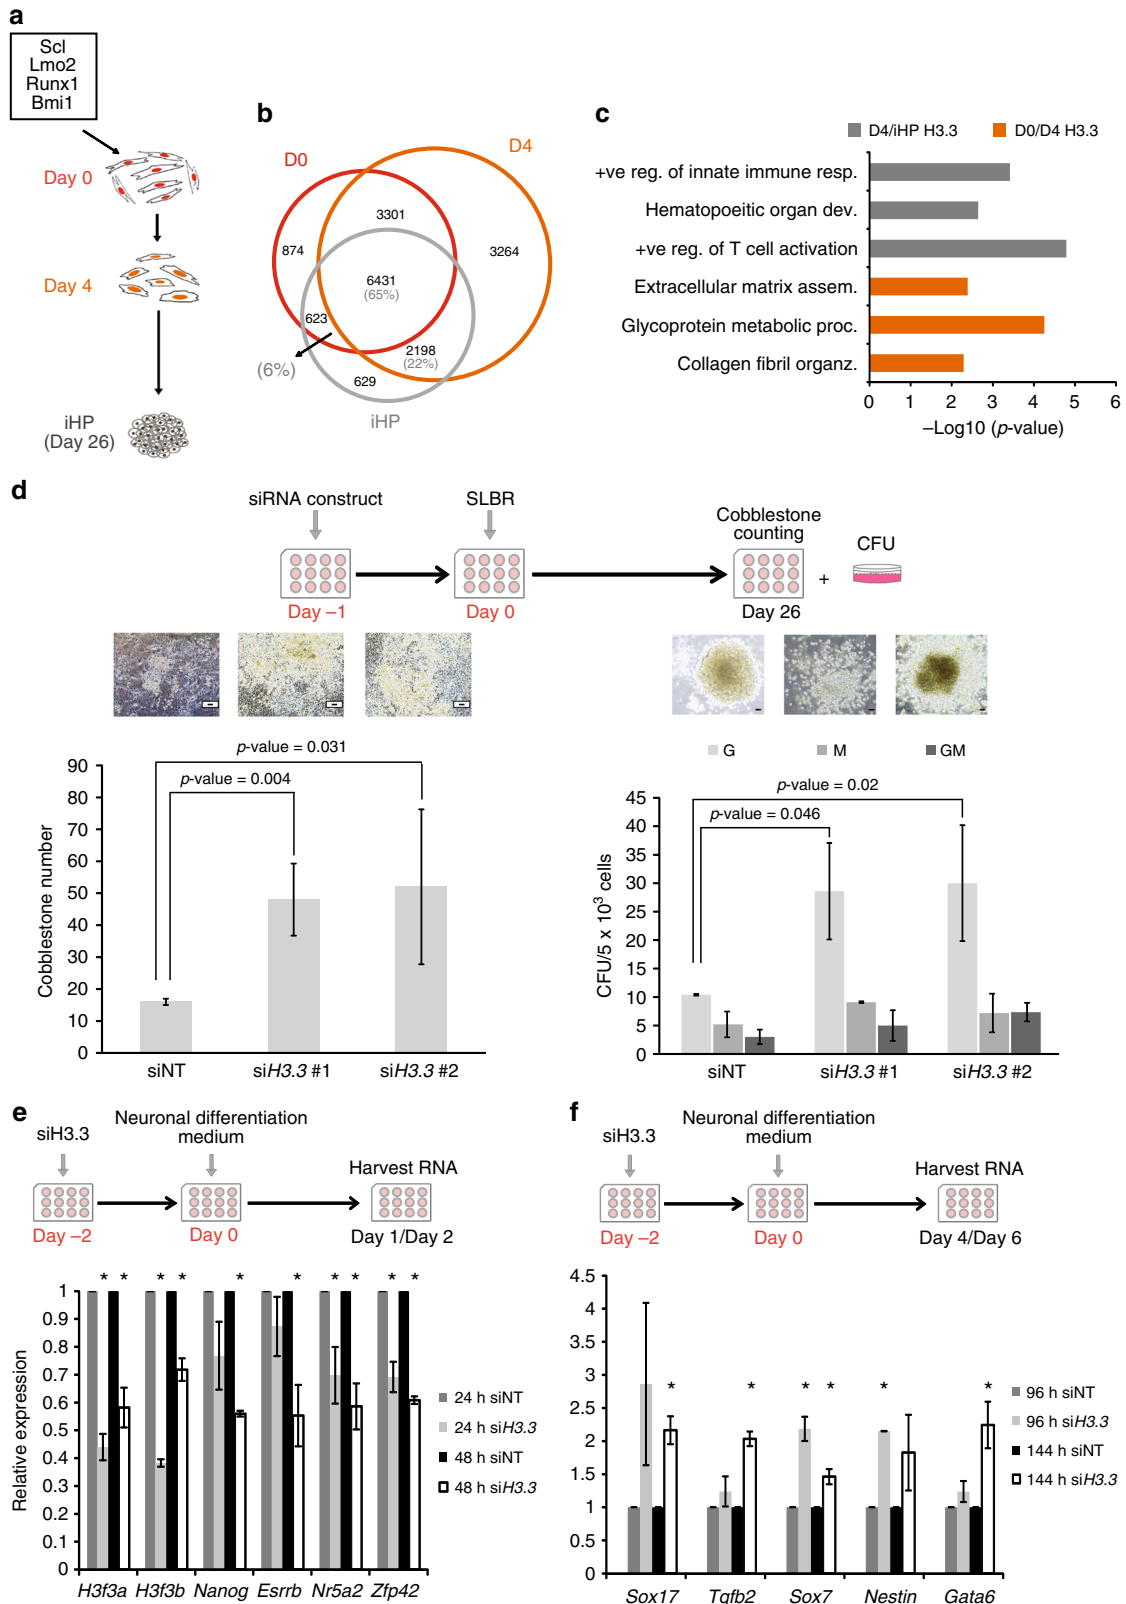 a
Scl
Lmo2
Runx1
Bmi1
Day 0
Day 4
iHP
(Day 26)
b
D0
D4
3301
874
3264
6431
(65%)
623
2198
(22%)
(6%)
629
iHP
c
D4/iHP H3.3
D0/D4 H3.3
+ve reg. of innate immune resp.
Hematopoeitic organ dev.
+ve reg. of T cell activation
Extracellular matrix assem.
Glycoprotein metabolic proc.
Collagen fibril organz.
0 1 2 3 4 5 6
–Log10 (p-value)
d
siRNA construct
SLBR
Cobblestone
counting
CFU
+
Day –1
Day 0
Day 26
p-value = 0.031
p-value = 0.004
90
80
70
60
50
40
30
20
10
0
Cobblestone number
siNT
siH3.3 #1
siH3.3 #2
G
M
GM
p-value = 0.02
p-value = 0.046
45
40
35
30
25
20
15
10
5
0
CFU/5 x 10³ cells
siNT
siH3.3 #1
siH3.3 #2
e
siH3.3
Neuronal differentiation
medium
Harvest RNA
Day –2
Day 0
Day 1/Day 2
* * * * * * * * * *
1
0.9
0.8
0.7
0.6
0.5
0.4
0.3
0.2
0.1
0
Relative expression
H3f3a H3f3b Nanog Esrrb Nr5a2 Zfp42
24 h siNT
24 h siH3.3
48 h siNT
48 h siH3.3
f
siH3.3
Neuronal differentiation
medium
Harvest RNA
Day –2
Day 0
Day 4/Day 6
4.5
4
3.5
3
2.5
2
1.5
1
0.5
0
* * * * * *
Sox17 Tgfb2 Sox7 Nestin Gata6
96 h siNT
96 h siH3.3
144 h siNT
144 h siH3.3